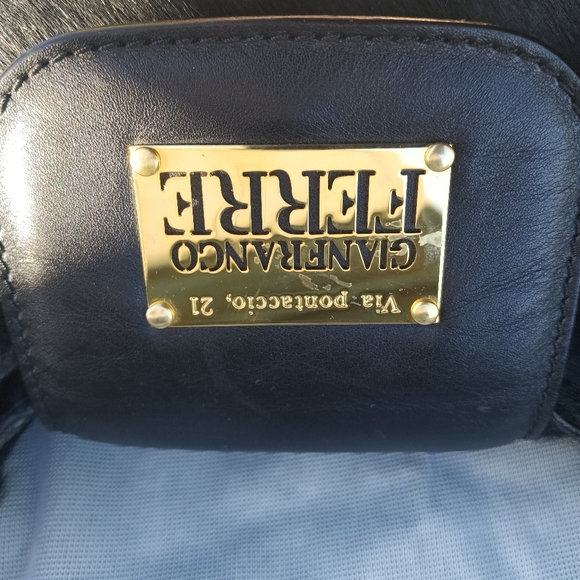 Via pontaccio, 21
GIANFRANCO
FERRE